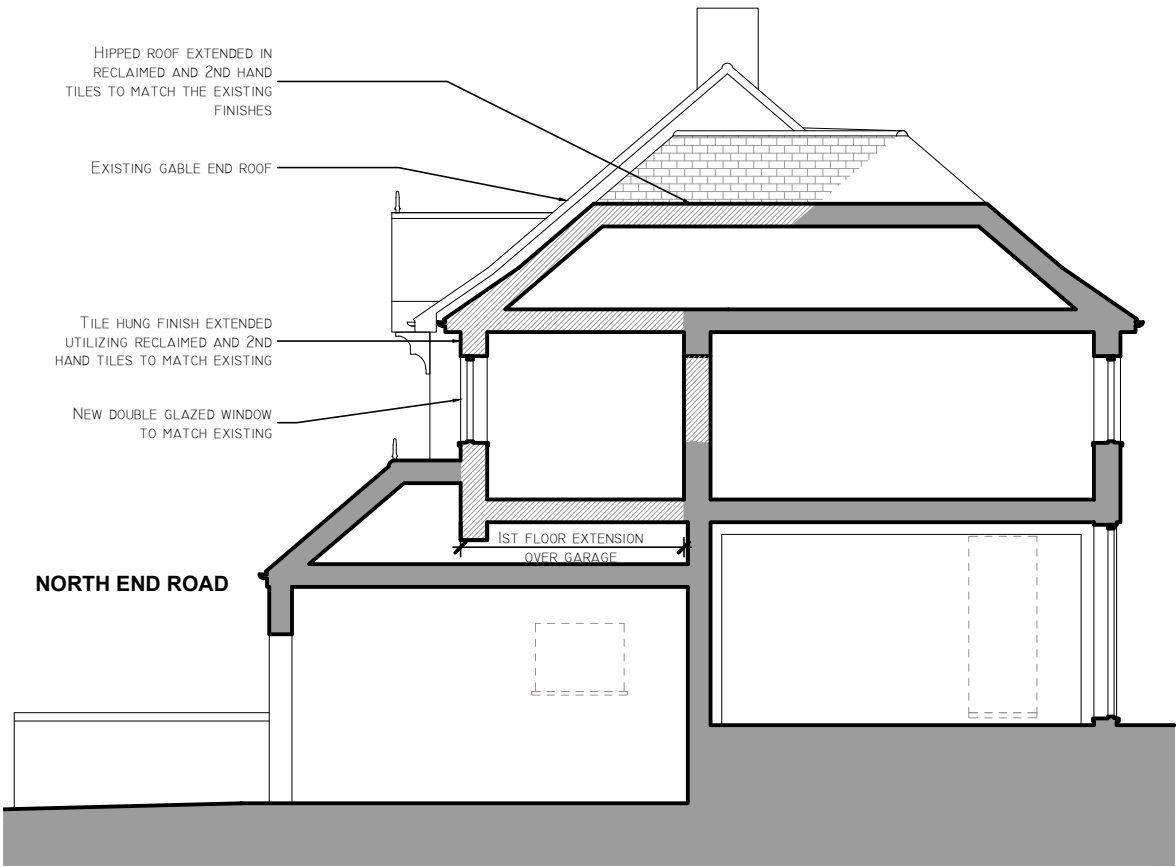 HIPPED ROOF EXTENDED IN
RECLAIMED AND 2ND HAND
TILES TO MATCH THE EXISTING
FINISHES
EXISTING GABLE END ROOF
TILE HUNG FINISH EXTENDED
UTILIZING RECLAIMED AND 2ND
HAND TILES TO MATCH EXISTING
NEW DOUBLE GLAZED WINDOW
TO MATCH EXISTING
1ST FLOOR EXTENSION
OVER GARAGE
NORTH END ROAD